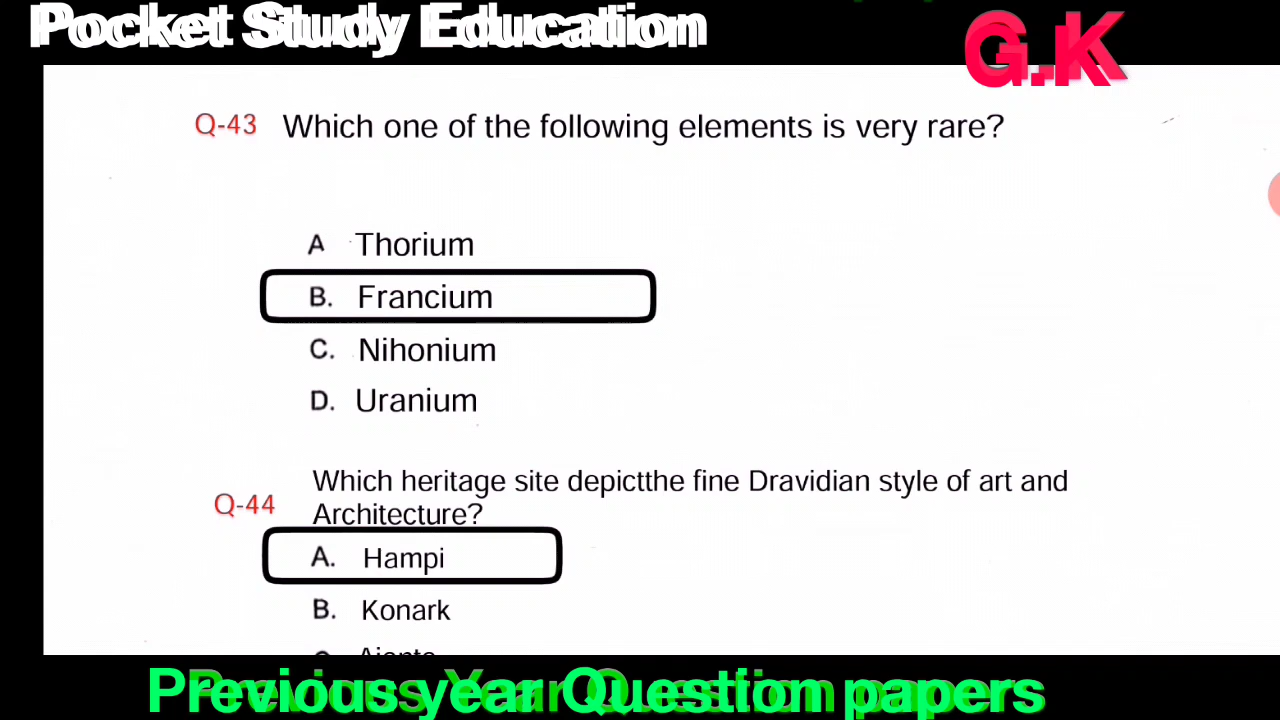 Pocket Study Education
G.K
Q-43 Which one of the following elements is very rare?
A Thorium
B. Francium
C. Nihonium
D. Uranium
Q-44 Which heritage site depictthe fine Dravidian style of art and
Architecture?
A. Hampi
B. Konark
Previous year Question papers